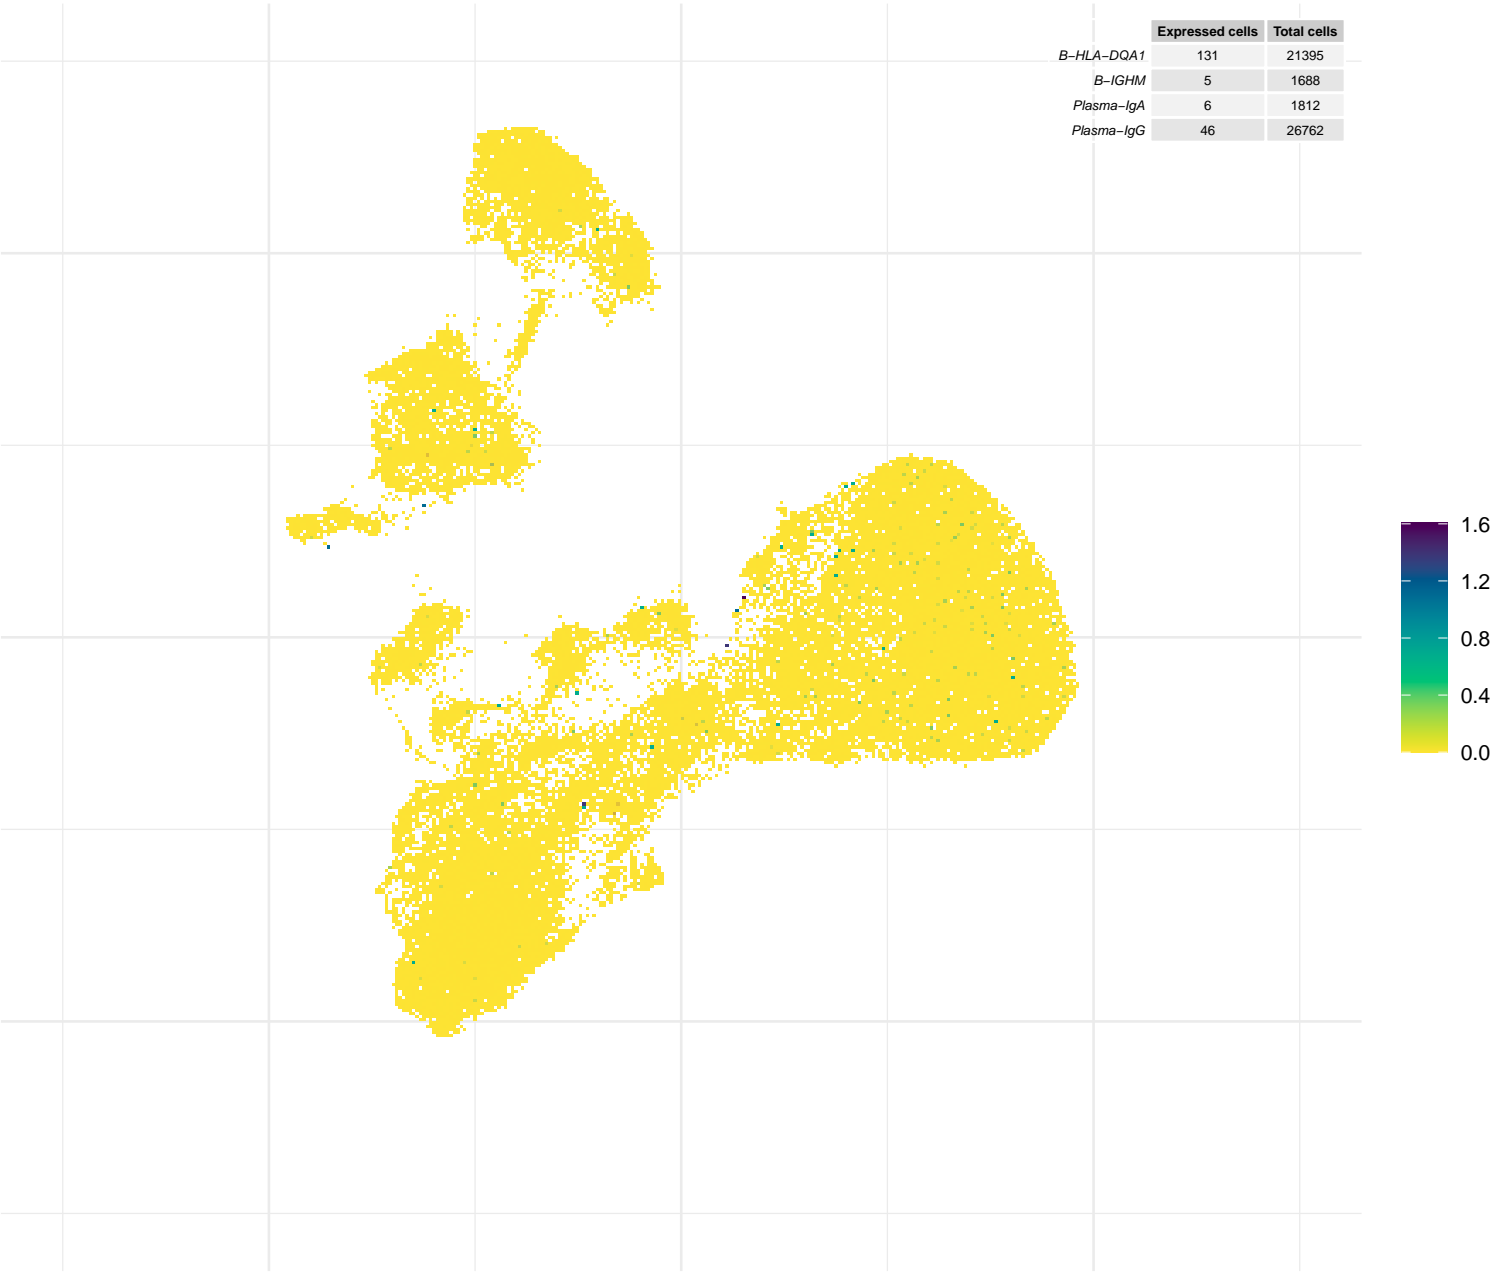 Expressed cells Total cells
B−HLA−DQA1 131 21395
B−IGHM 5 1688
Plasma−IgA 6 1812
Plasma−IgG 46 26762
1.6
1.2
0.8
0.4
0.0